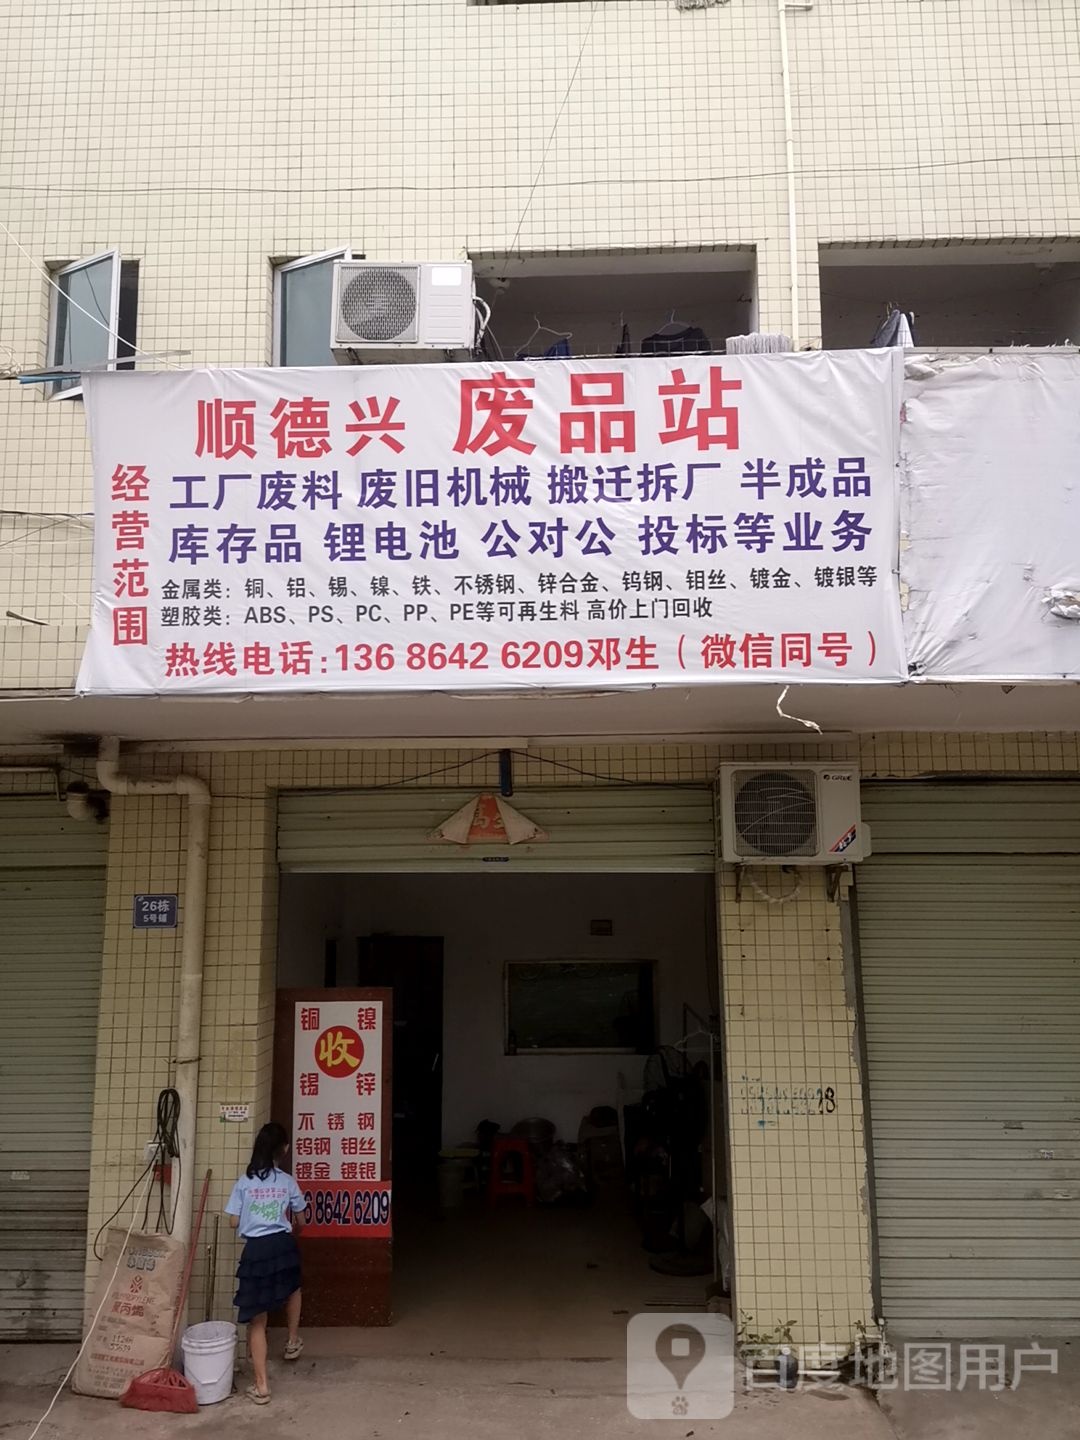 顺德兴 废品站
经营范围
工厂废料 废旧机械 搬迁拆厂 半成品
库存品 锂电池 公对公 投标等业务
金属类：铜、铝、锡、镍、铁、不锈钢、锌合金、钨钢、钼丝、镀金、镀银等
塑胶类：ABS、PS、PC、PP、PE等可再生料 高价上门回收
热线电话：136 8642 6209邓生（微信同号）
GREE
26栋
5号铺
铜 镍
收
锡 锌
不锈钢
钨钢 钼丝
镀金 镀银
6 8642 6209
聚丙烯
百度地图用户